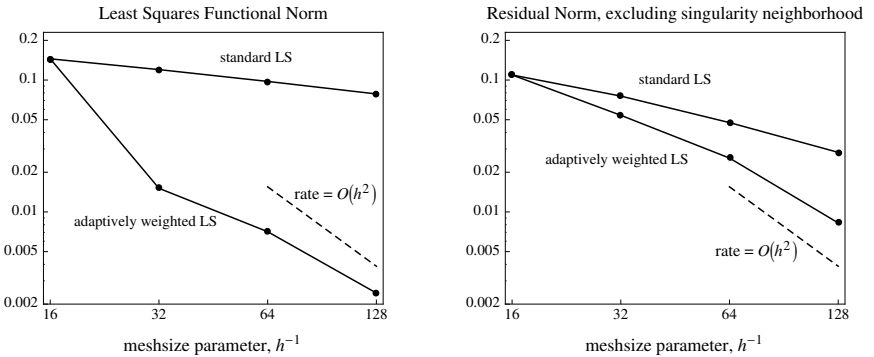 Least Squares Functional Norm
0.2
0.1
0.05
0.02
0.01
0.005
0.002
standard LS
rate = O(h²)
adaptively weighted LS
16 32 64 128
meshsize parameter, h⁻¹
Residual Norm, excluding singularity neighborhood
0.2
0.1
0.05
0.02
0.01
0.005
0.002
standard LS
adaptively weighted LS
rate = O(h²)
16 32 64 128
meshsize parameter, h⁻¹